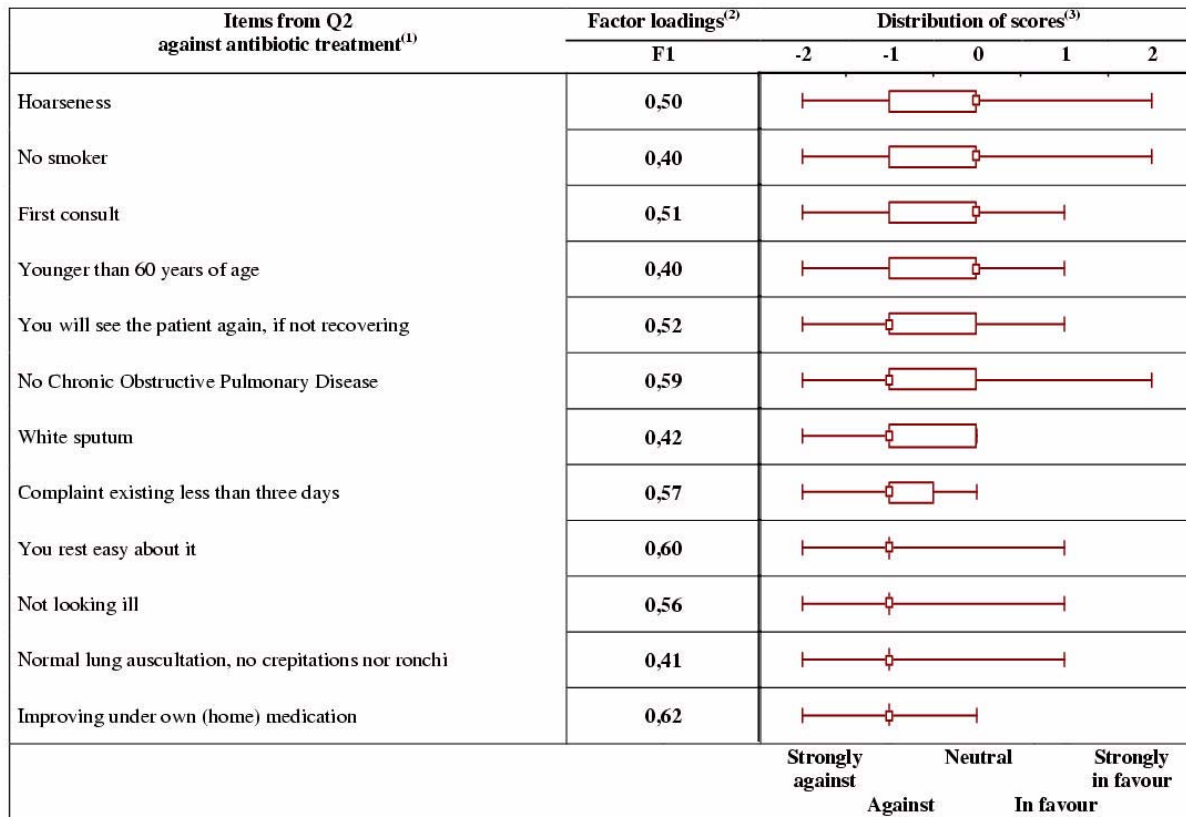 Items from Q2 Factor loadings(2) Distribution of scores(3)
against antibiotic treatment(1)
F1 -2 -1 0 1 2
Hoarseness 0,50
No smoker 0,40
First consult 0,51
Younger than 60 years of age 0,40
You will see the patient again, if not recovering 0,52
No Chronic Obstructive Pulmonary Disease 0,59
White sputum 0,42
Complaint existing less than three days 0,57
You rest easy about it 0,60
Not looking ill 0,56
Normal lung auscultation, no crepitations nor ronchi 0,41
Improving under own (home) medication 0,62
Strongly Neutral Strongly
against in favour
Against In favour